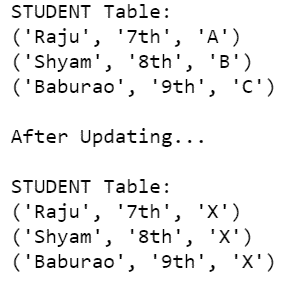 STUDENT Table:
('Raju', '7th', 'A')
('Shyam', '8th', 'B')
('Baburao', '9th', 'C')
After Updating...
STUDENT Table:
('Raju', '7th', 'X')
('Shyam', '8th', 'X')
('Baburao', '9th', 'X')